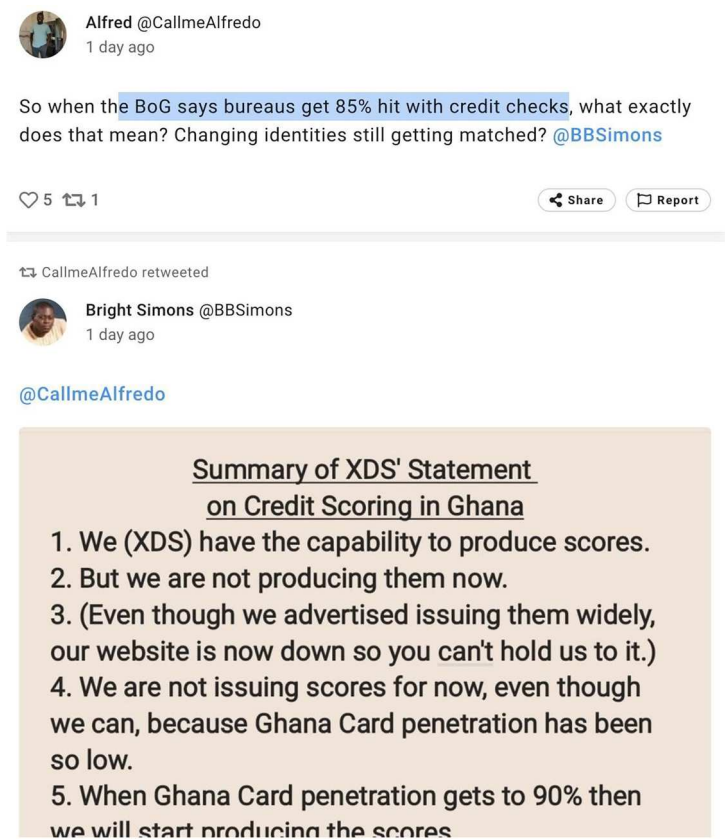 Alfred @CallmeAlfredo
1 day ago
So when the BoG says bureaus get 85% hit with credit checks, what exactly
does that mean? Changing identities still getting matched? @BBSimons
5 1
Share
Report
CallmeAlfredo retweeted
Bright Simons @BBSimons
1 day ago
@CallmeAlfredo
Summary of XDS' Statement
on Credit Scoring in Ghana
1. We (XDS) have the capability to produce scores.
2. But we are not producing them now.
3. (Even though we advertised issuing them widely,
our website is now down so you can't hold us to it.)
4. We are not issuing scores for now, even though
we can, because Ghana Card penetration has been
so low.
5. When Ghana Card penetration gets to 90% then
we will start producing the scores